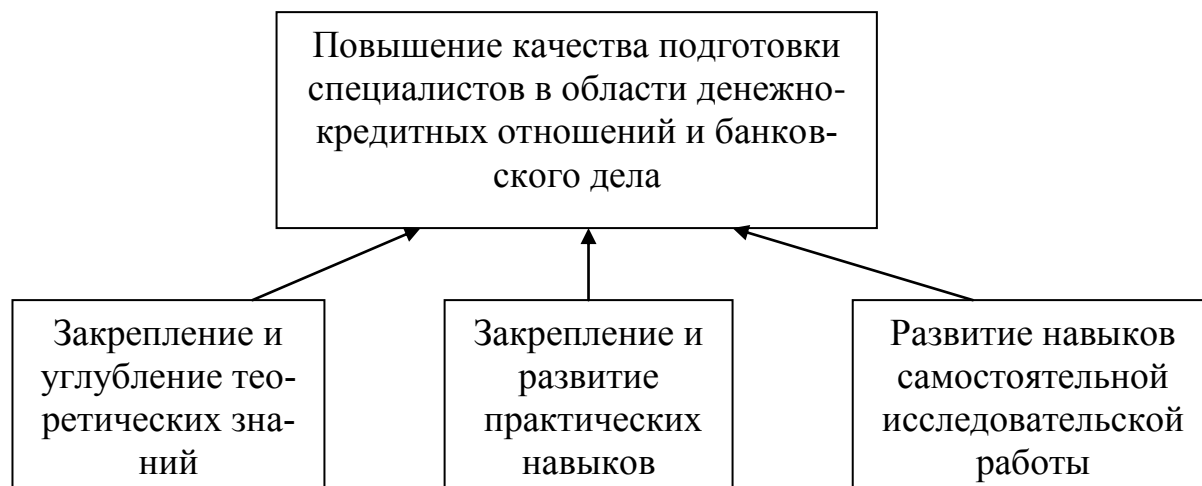 Повышение качества подготовки
специалистов в области денежно-
кредитных отношений и банков-
ского дела
Закрепление и
углубление тео-
ретических зна-
ний
Закрепление и
развитие
практических
навыков
Развитие навыков
самостоятельной
исследовательской
работы